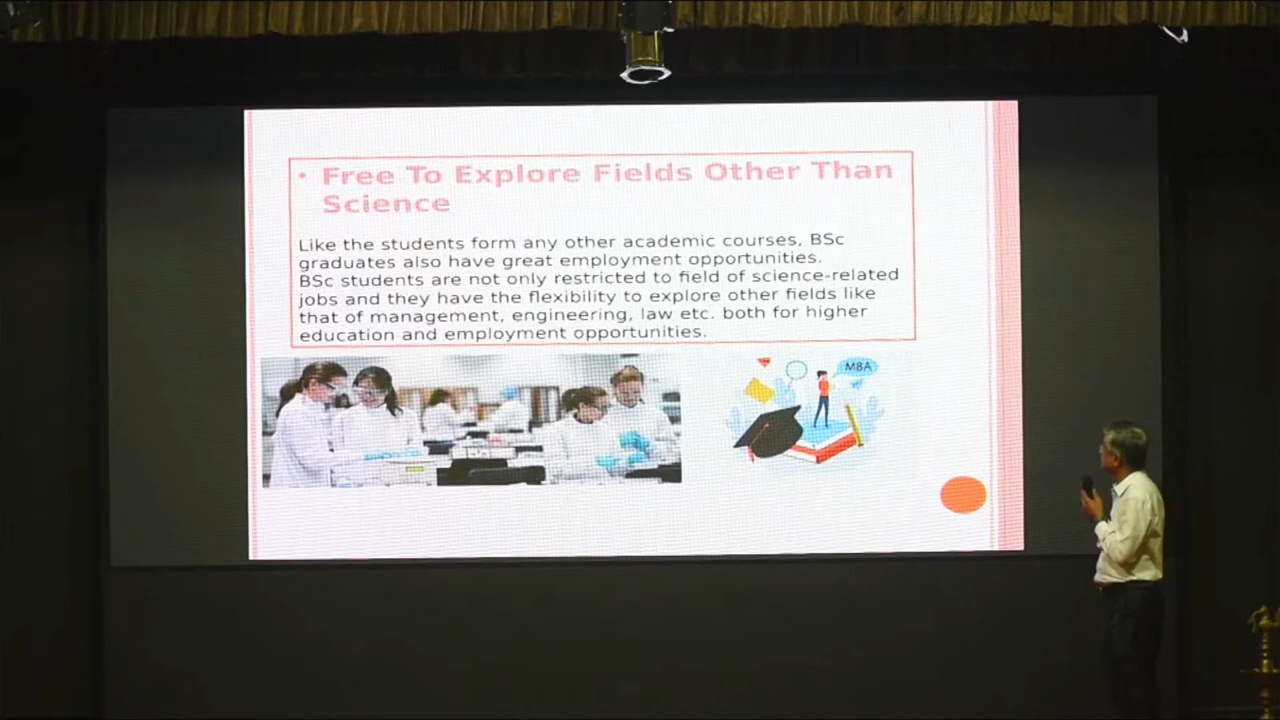 • Free To Explore Fields Other Than
Science
Like the students form any other academic courses, BSc
graduates also have great employment opportunities.
BSc students are not only restricted to field of science-related
jobs and they have the flexibility to explore other fields like
that of management, engineering, law etc. both for higher
education and employment opportunities.
MBA